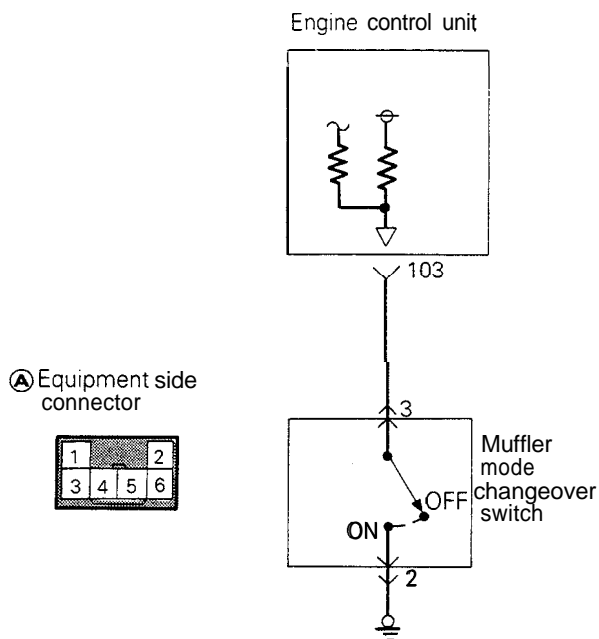 Engine control unit
103
Ⓐ Equipment side
connector
1 2
3 4 5 6
3
Muffler
mode
changeover
switch
OFF
ON
2